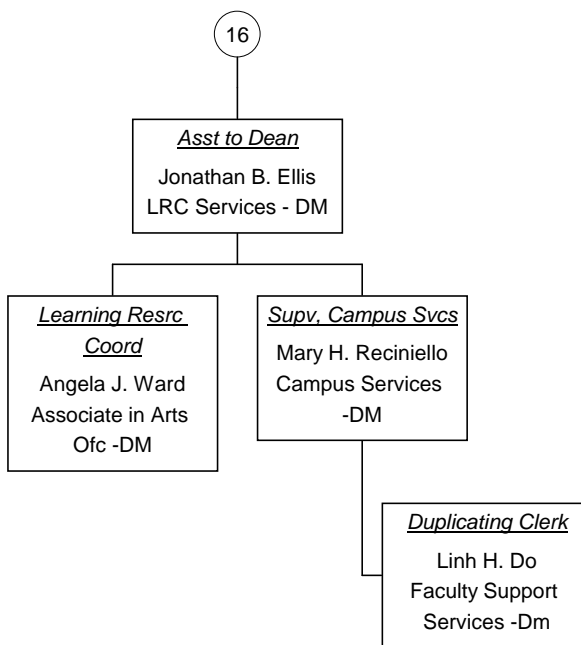 16
Asst to Dean
Jonathan B. Ellis
LRC Services - DM
Learning Resrc
Coord
Angela J. Ward
Associate in Arts
Ofc -DM
Supv, Campus Svcs
Mary H. Reciniello
Campus Services
-DM
Duplicating Clerk
Linh H. Do
Faculty Support
Services -Dm